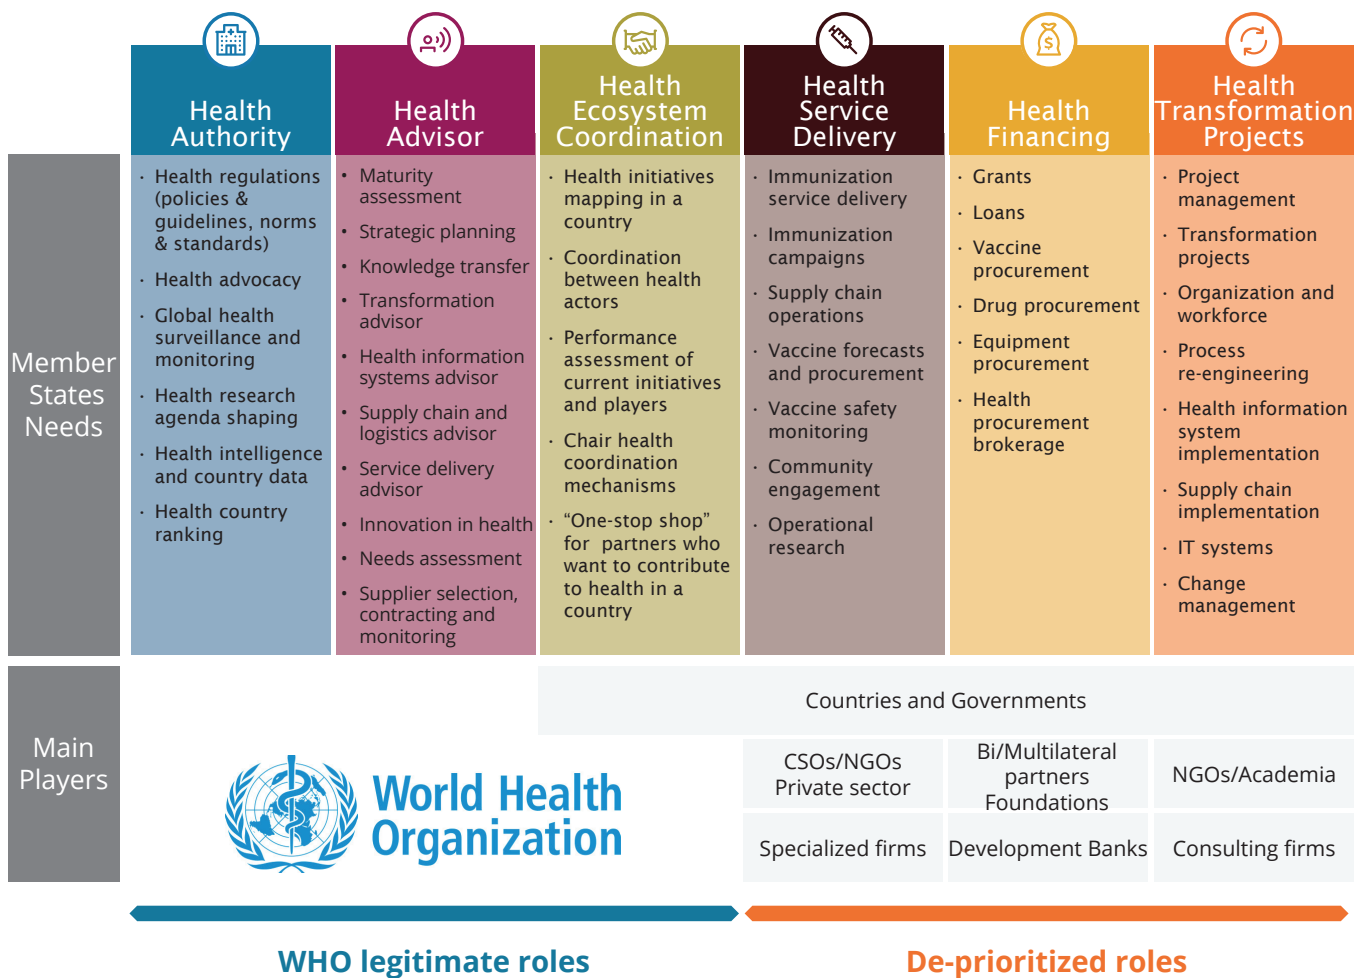 Health
Authority
Health
Advisor
Health
Ecosystem
Coordination
Health
Service
Delivery
Health
Financing
Health
Transformation
Projects
Member
States
Needs
· Health regulations
(policies &
guidelines, norms
& standards)
· Health advocacy
· Global health
surveillance and
monitoring
· Health research
agenda shaping
· Health intelligence
and country data
· Health country
ranking
• Maturity
assessment
• Strategic planning
• Knowledge transfer
• Transformation
advisor
• Health information
systems advisor
• Supply chain and
logistics advisor
• Service delivery
advisor
• Innovation in health
• Needs assessment
• Supplier selection,
contracting and
monitoring
· Health initiatives
mapping in a
country
· Coordination
between health
actors
· Performance
assessment of
current initiatives
and players
· Chair health
coordination
mechanisms
· “One-stop shop”
for partners who
want to contribute
to health in a
country
· Immunization
service delivery
· Immunization
campaigns
· Supply chain
operations
· Vaccine forecasts
and procurement
· Vaccine safety
monitoring
· Community
engagement
· Operational
research
· Grants
· Loans
· Vaccine
procurement
· Drug procurement
· Equipment
procurement
· Health
procurement
brokerage
· Project
management
· Transformation
projects
· Organization and
workforce
· Process
re-engineering
· Health information
system
implementation
· Supply chain
implementation
· IT systems
· Change
management
Main
Players
World Health
Organization
Countries and Governments
CSOs/NGOs
Private sector
Bi/Multilateral
partners
Foundations
NGOs/Academia
Specialized firms
Development Banks
Consulting firms
WHO legitimate roles
De-prioritized roles